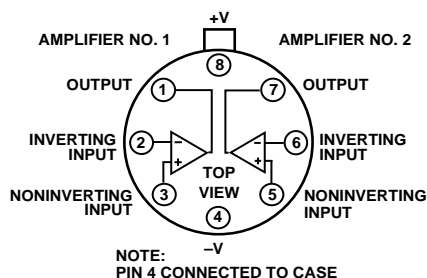 +V
AMPLIFIER NO. 1
AMPLIFIER NO. 2
8
OUTPUT
1
7
OUTPUT
INVERTING
INPUT
2
–
+
–
+
6
INVERTING
INPUT
TOP
VIEW
NONINVERTING
INPUT
3
5
NONINVERTING
INPUT
4
–V
NOTE:
PIN 4 CONNECTED TO CASE